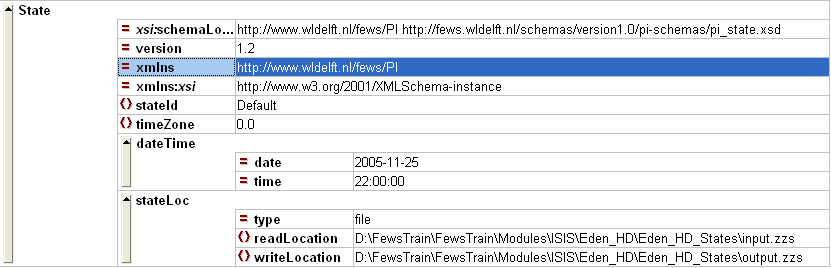 State
xsi:schemaLo... http://www.wldelft.nl/fews/PI http://fews.wldelft.nl/schemas/version1.0/pi-schemas/pi_state.xsd
version 1.2
xmlns http://www.wldelft.nl/fews/PI
xmlns:xsi http://www.w3.org/2001/XMLSchema-instance
stateId Default
timeZone 0.0
dateTime
date 2005-11-25
time 22:00:00
stateLoc
type file
readLocation D:\FewsTrain\FewsTrain\Modules\ISIS\Eden_HD\Eden_HD_States\input.zzs
writeLocation D:\FewsTrain\FewsTrain\Modules\ISIS\Eden_HD\Eden_HD_States\output.zzs